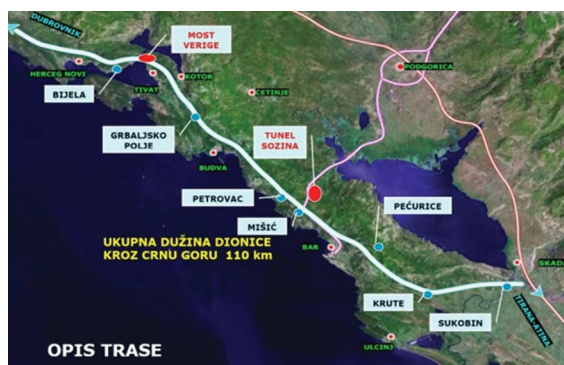 DUBROVNIK
MOST
VERIGE
HERCEG NOVI
KOTOR
PODGORICA
BIJELA
TIVAT
CETINJE
GRBALJSKO
POLJE
TUNEL
SOZINA
BUDVA
PETROVAC
PEČURICE
MIŠIĆ
UKUPNA DUŽINA DIONICE
KROZ CRNU GORU 110 km
BAR
SKADA
KRUTE
SUKOBIN
TIRANA-ATINA
ULCINJ
OPIS TRASE